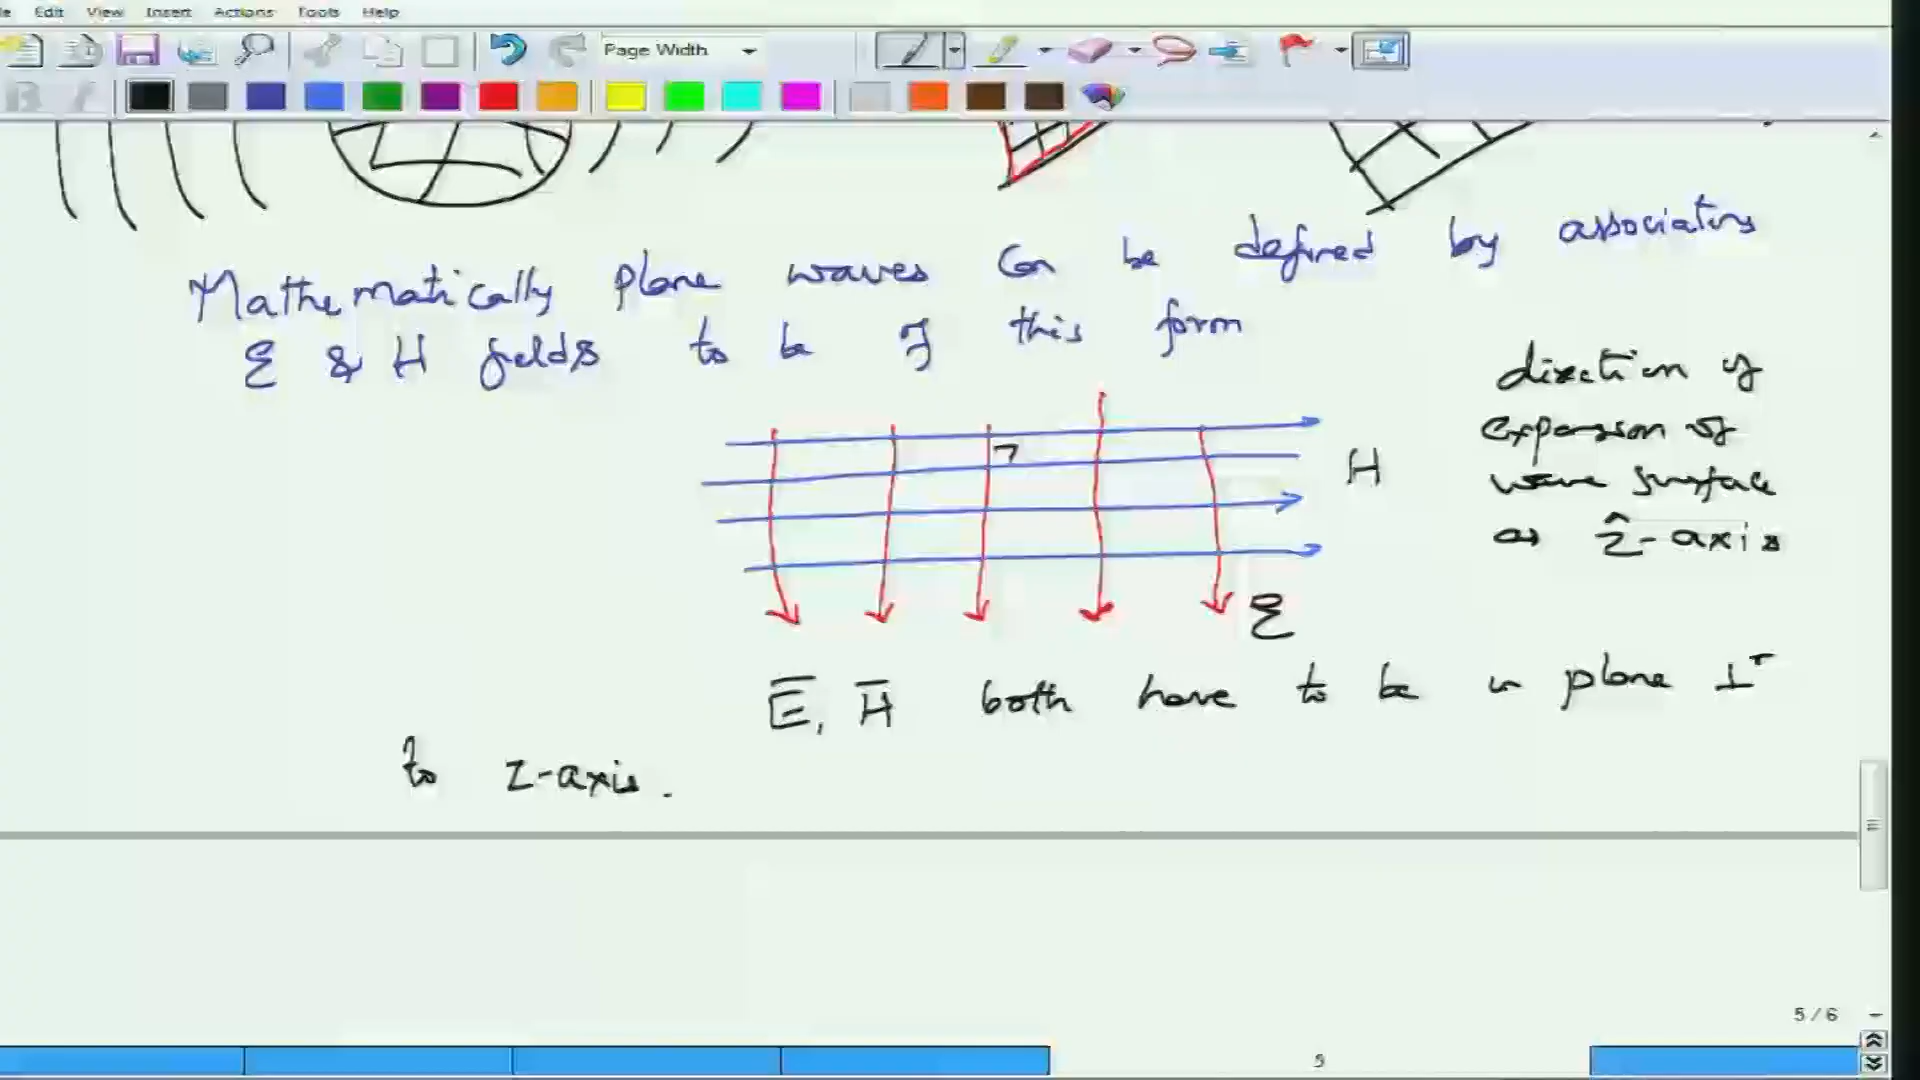 Edit View Insert Actions Tools Help
Page Width
Mathematically plane waves can be defined by associating
E & H fields to be of this form
direction of
expansion of
wave surface
as ẑ-axis
H
E
E̅, H̅ both have to be in plane ⊥r
to z-axis.
5 / 6
5